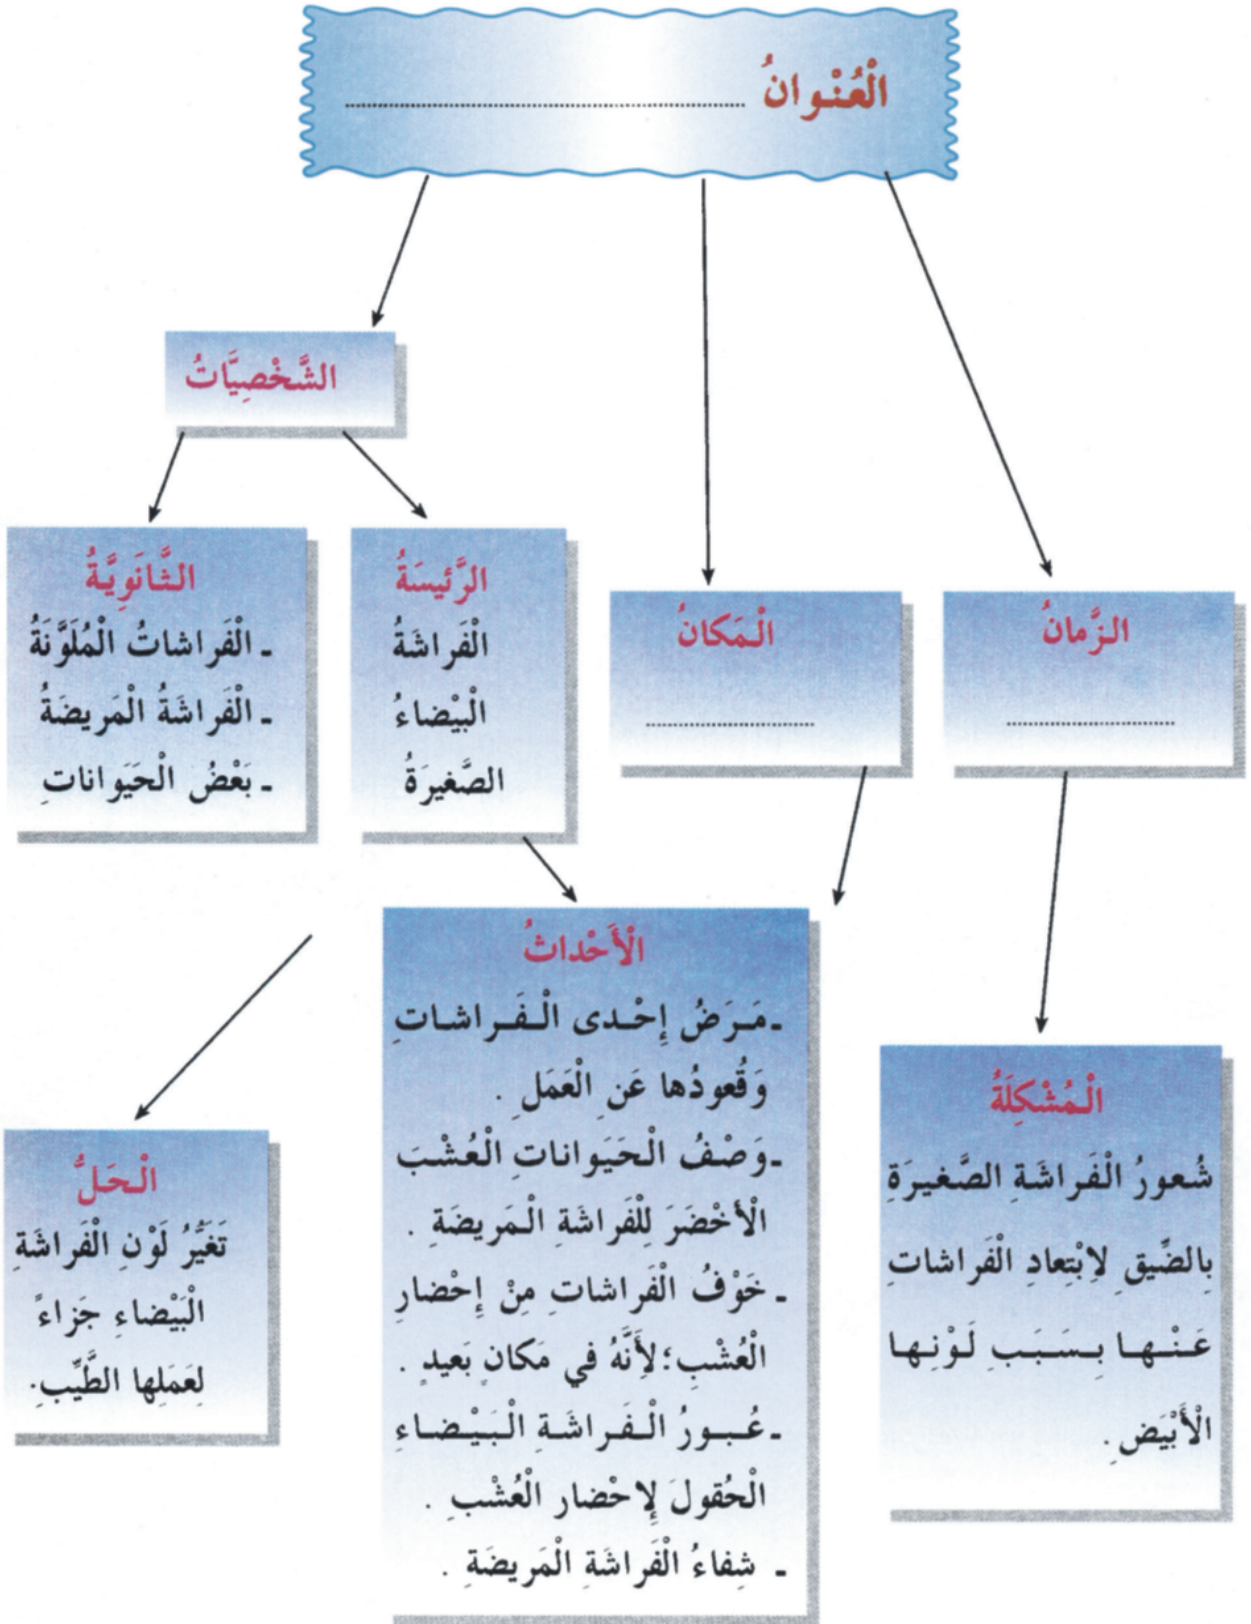 الْعُنْوانُ ........................................
الشَّخْصِيَّاتُ
الزَّمانُ
....................
الْمَكانُ
....................
الرَّئيسَةُ
الْفَراشَةُ
الْبَيْضاءُ
الصَّغيرَةُ
الثَّانَوِيَّةُ
ـ الْفَراشاتُ الْمُلَوَّنَةُ
ـ الْفَراشَةُ الْمَريضَةُ
ـ بَعْضُ الْحَيَواناتِ
الْمُشْكِلَةُ
شُعورُ الْفَراشَةِ الصَّغيرَةِ
بِالضِّيقِ لِابْتِعادِ الْفَراشاتِ
عَنْها بِسَبَبِ لَوْنِها
الْأَبْيَضِ.
الْأَحْداثُ
ـ مَرَضُ إِحْدى الْفَراشاتِ
وَقُعودُها عَنِ الْعَمَلِ .
ـ وَصْفُ الْحَيَواناتِ الْعُشْبَ
الْأَخْضَرَ لِلْفَراشَةِ الْمَريضَةِ .
ـ خَوْفُ الْفَراشاتِ مِنْ إِحْضارِ
الْعُشْبِ؛ لِأَنَّهُ في مَكانٍ بَعيدٍ .
ـ عُبورُ الْفَراشَةِ الْبَيْضاءِ
الْحُقولَ لِإِحْضارِ الْعُشْبِ .
ـ شِفاءُ الْفَراشَةِ الْمَريضَةِ .
الْحَلُّ
تَغَيُّرُ لَوْنِ الْفَراشَةِ
الْبَيْضاءِ جَزاءً
لِعَمَلِها الطَّيِّبِ.